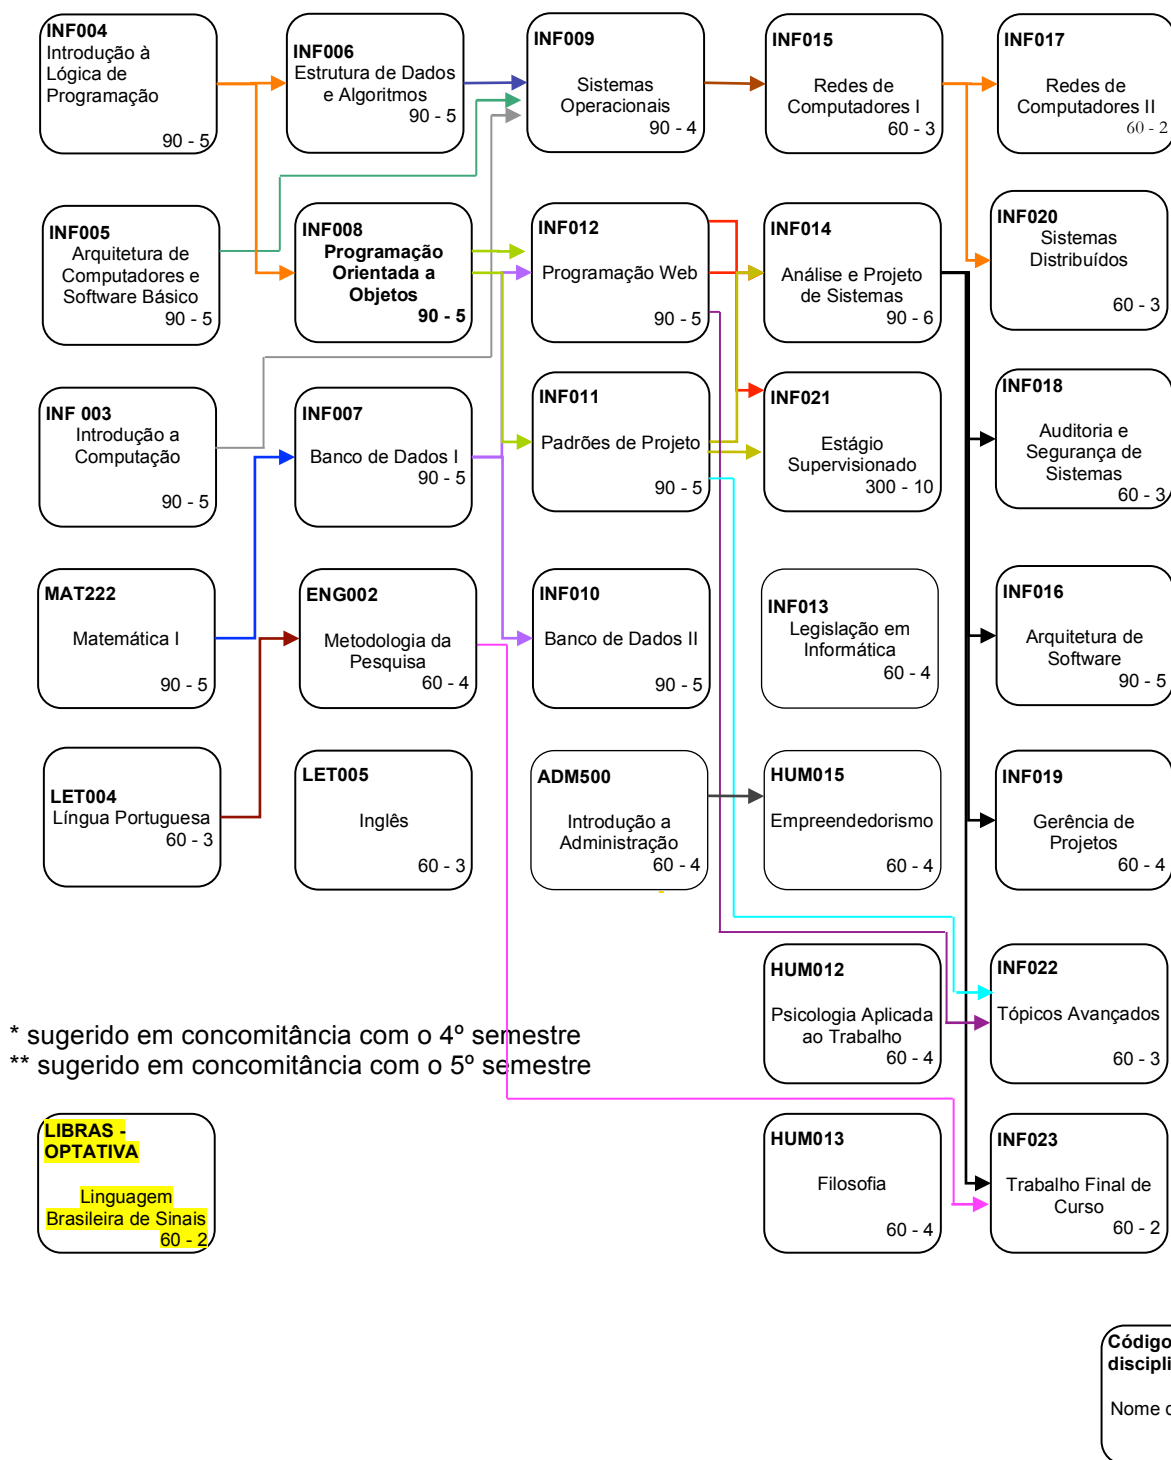 INF004
Introdução à
Lógica de
Programação
90 - 5
INF006
Estrutura de Dados
e Algoritmos
90 - 5
INF009
Sistemas
Operacionais
90 - 4
INF015
Redes de
Computadores I
60 - 3
INF017
Redes de
Computadores II
60 - 2
INF005
Arquitetura de
Computadores e
Software Básico
90 - 5
INF008
Programação
Orientada a
Objetos
90 - 5
INF012
Programação Web
90 - 5
INF014
Análise e Projeto
de Sistemas
90 - 6
INF020
Sistemas
Distribuídos
60 - 3
INF 003
Introdução a
Computação
90 - 5
INF007
Banco de Dados I
90 - 5
INF011
Padrões de Projeto
90 - 5
INF021
Estágio
Supervisionado
300 - 10
INF018
Auditoria e
Segurança de
Sistemas
60 - 3
MAT222
Matemática I
90 - 5
ENG002
Metodologia da
Pesquisa
60 - 4
INF010
Banco de Dados II
90 - 5
INF013
Legislação em
Informática
60 - 4
INF016
Arquitetura de
Software
90 - 5
LET004
Língua Portuguesa
60 - 3
LET005
Inglês
60 - 3
ADM500
Introdução a
Administração
60 - 4
HUM015
Empreendedorismo
60 - 4
INF019
Gerência de
Projetos
60 - 4
HUM012
Psicologia Aplicada
ao Trabalho
60 - 4
INF022
Tópicos Avançados
60 - 3
* sugerido em concomitância com o 4º semestre
** sugerido em concomitância com o 5º semestre
LIBRAS -
OPTATIVA
Linguagem
Brasileira de Sinais
60 - 2
HUM013
Filosofia
60 - 4
INF023
Trabalho Final de
Curso
60 - 2
Código
discipli
Nome